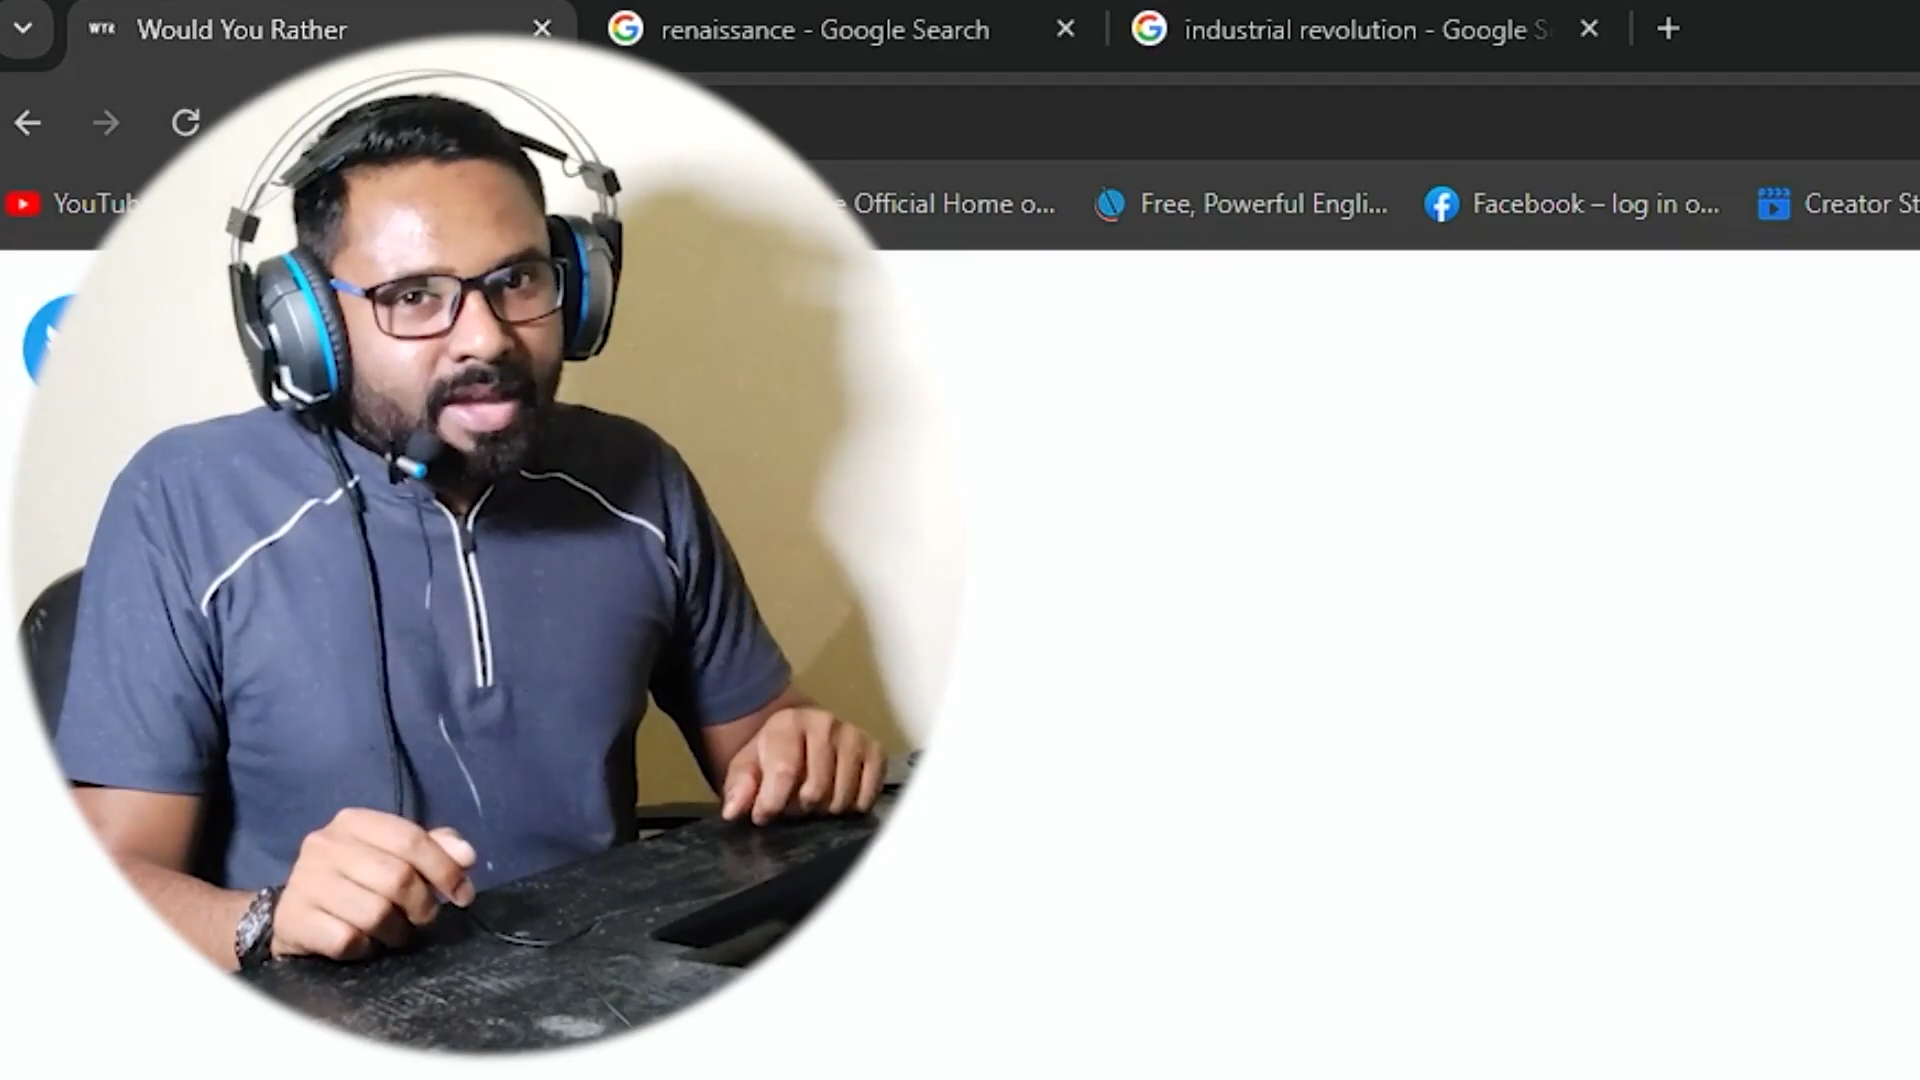 WYR Would You Rather
renaissance - Google Search
industrial revolution - Google S
YouTub
e Official Home o...
Free, Powerful Engli...
Facebook – log in o...
Creator St